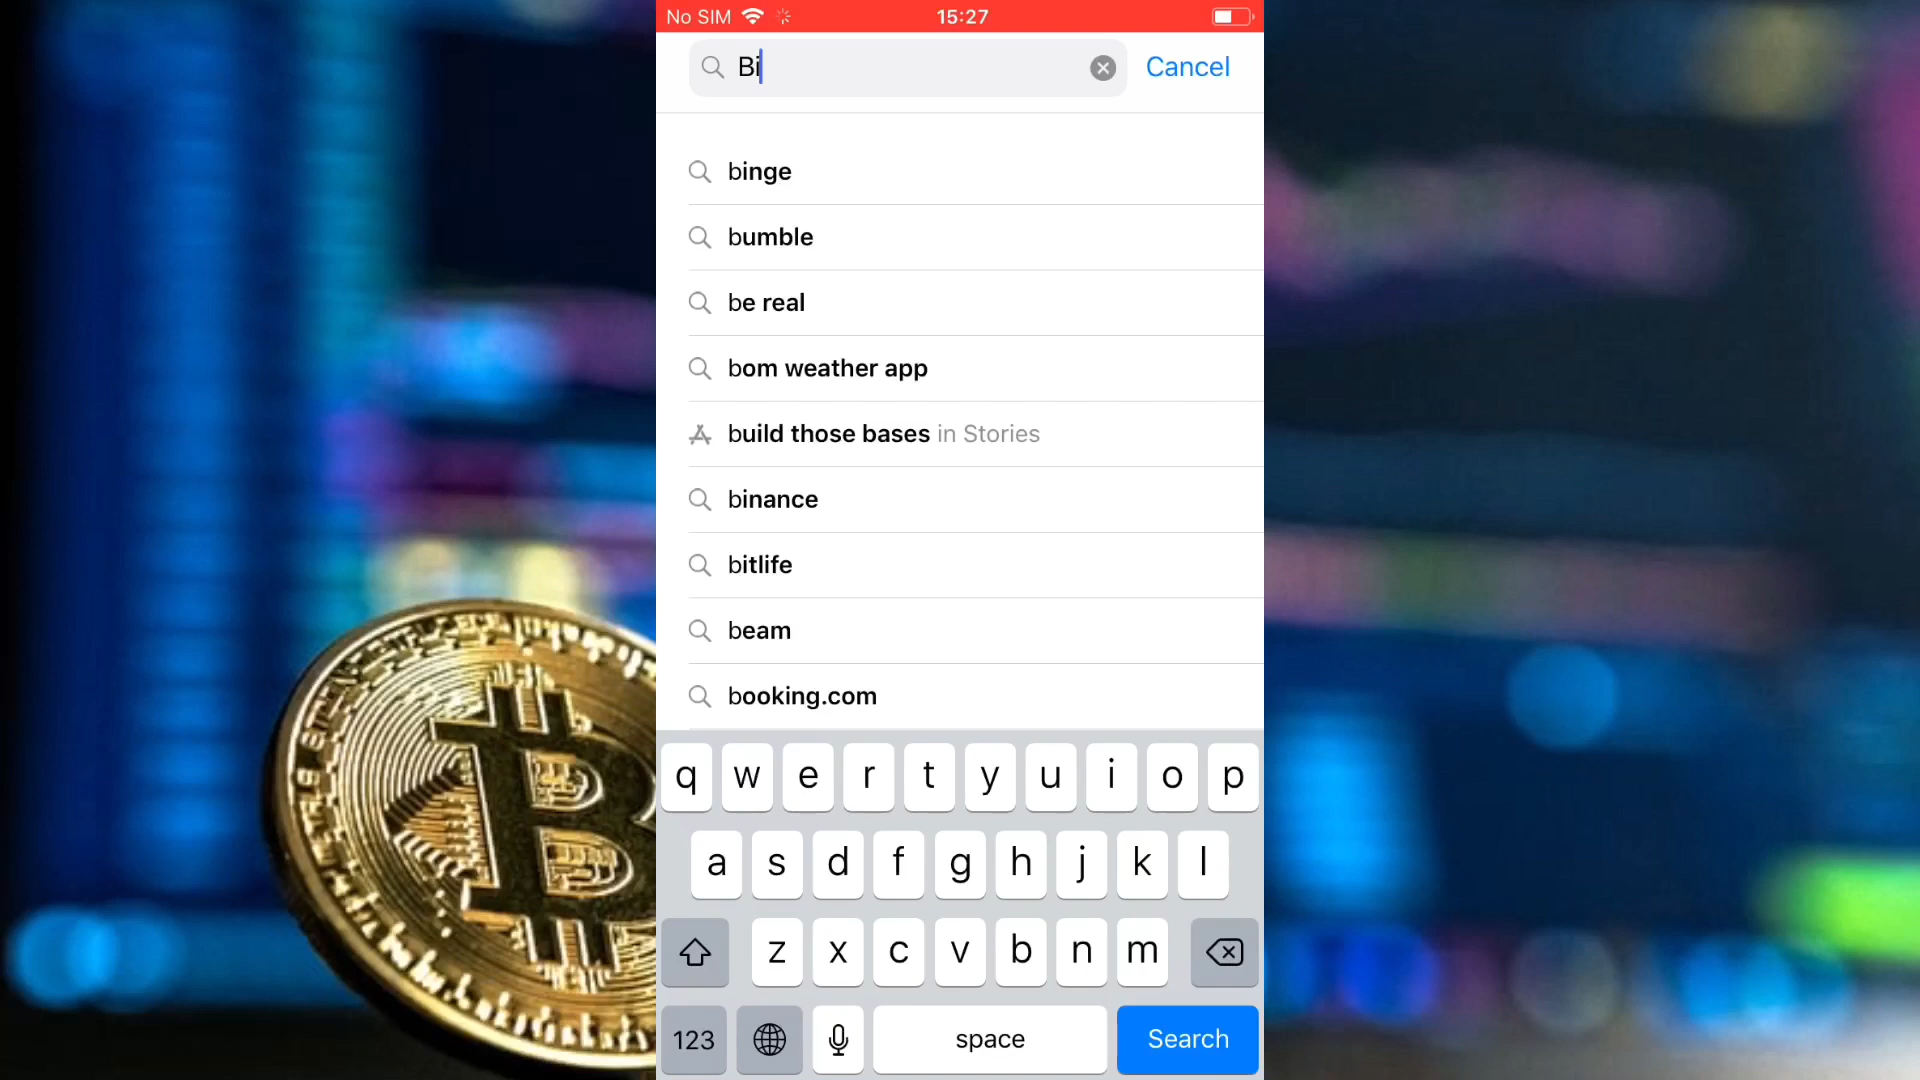 No SIM 15:27
Bi Cancel
binge
bumble
be real
bom weather app
build those bases in Stories
binance
bitlife
beam
booking.com
q w e r t y u i o p
a s d f g h j k l
z x c v b n m
123 space Search